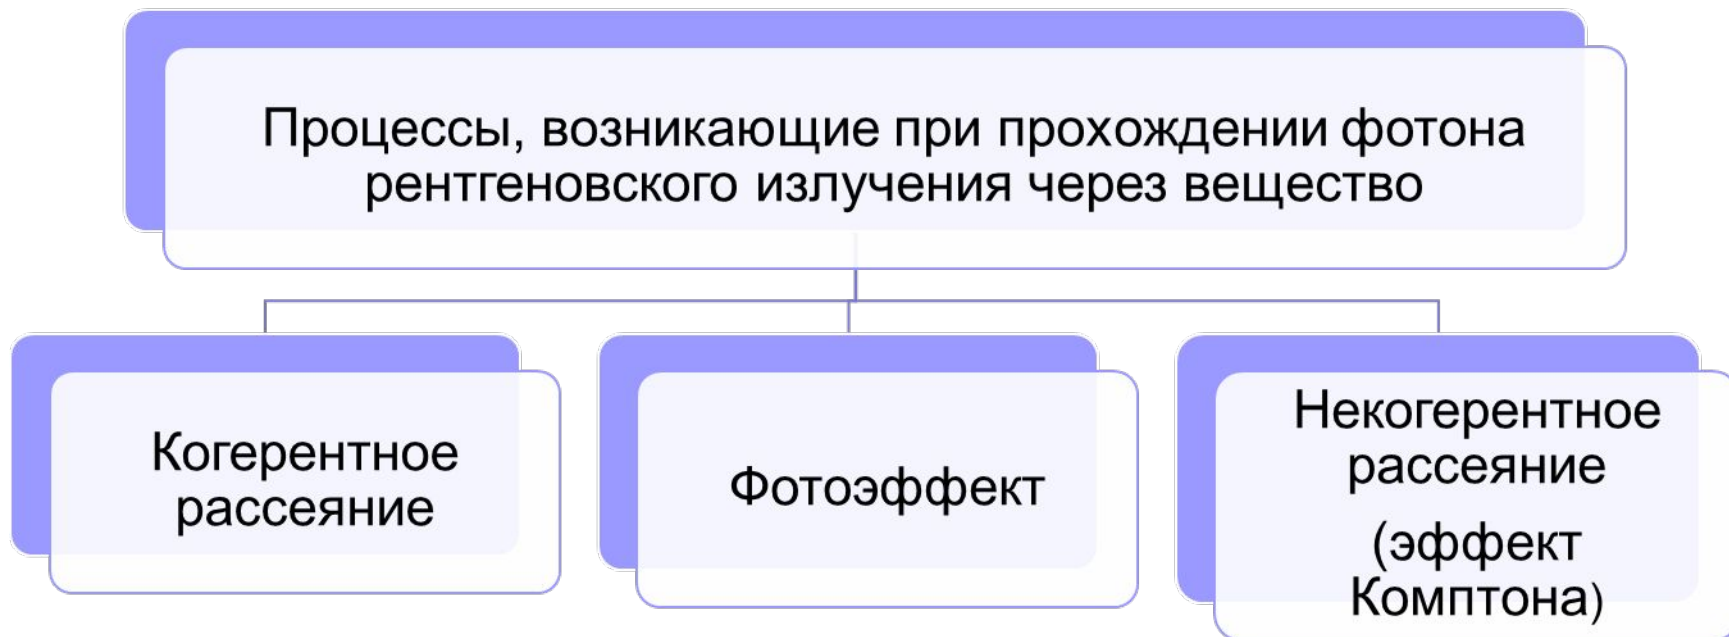 Процессы, возникающие при прохождении фотона
рентгеновского излучения через вещество
Когерентное
рассеяние
Фотоэффект
Некогерентное
рассеяние
(эффект
Комптона)